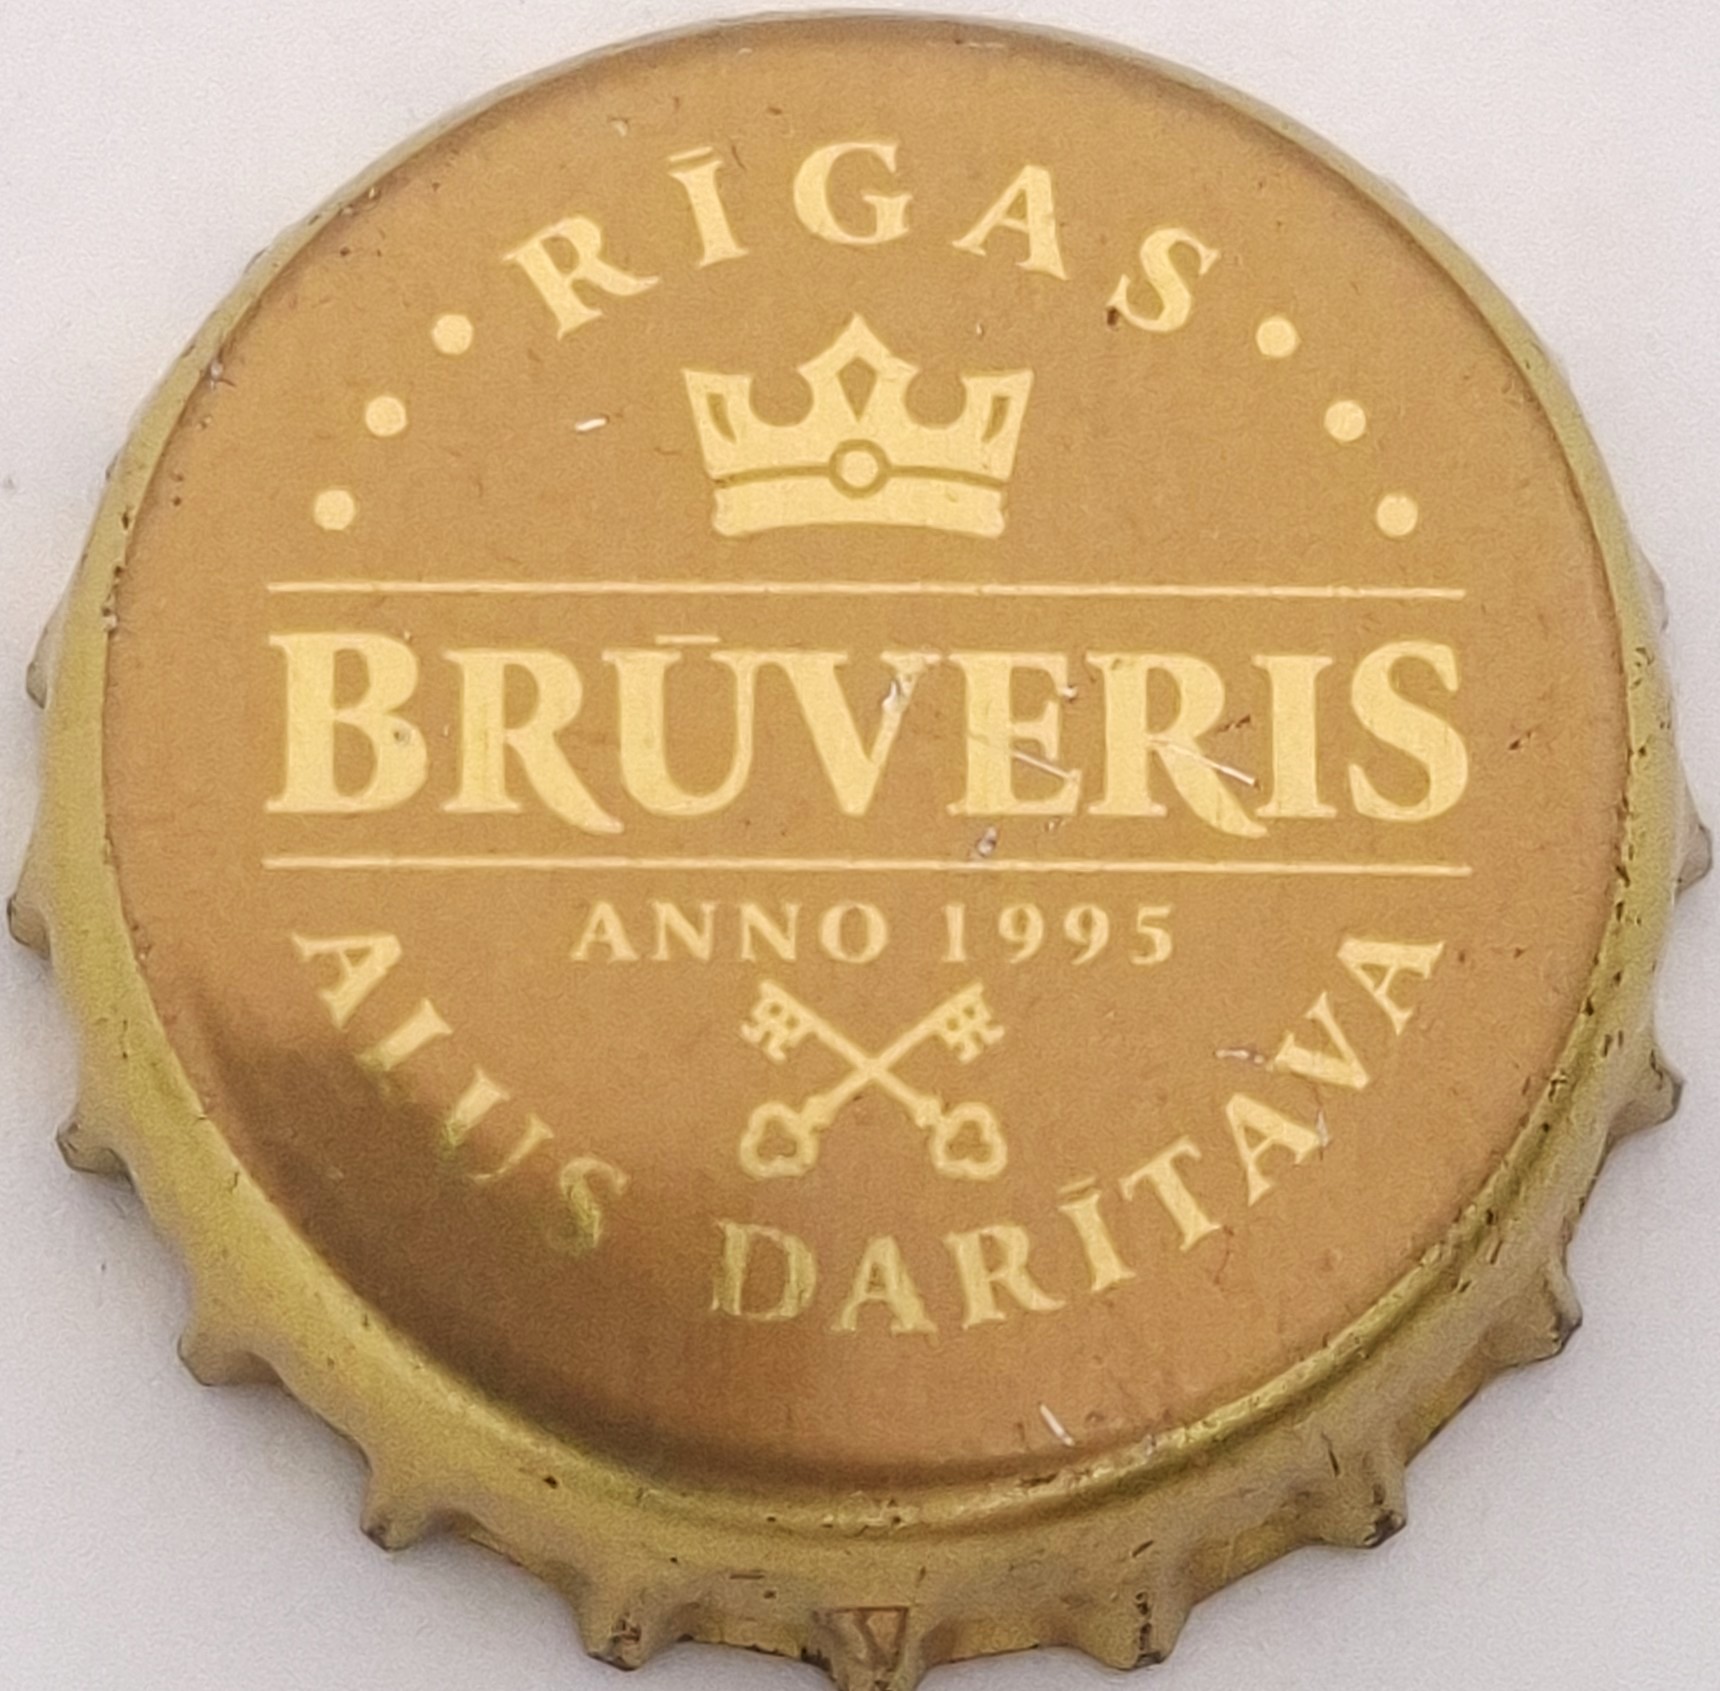 RĪGAS
BRŪVERIS
ANNO 1995
ALUS DARĪTAVA